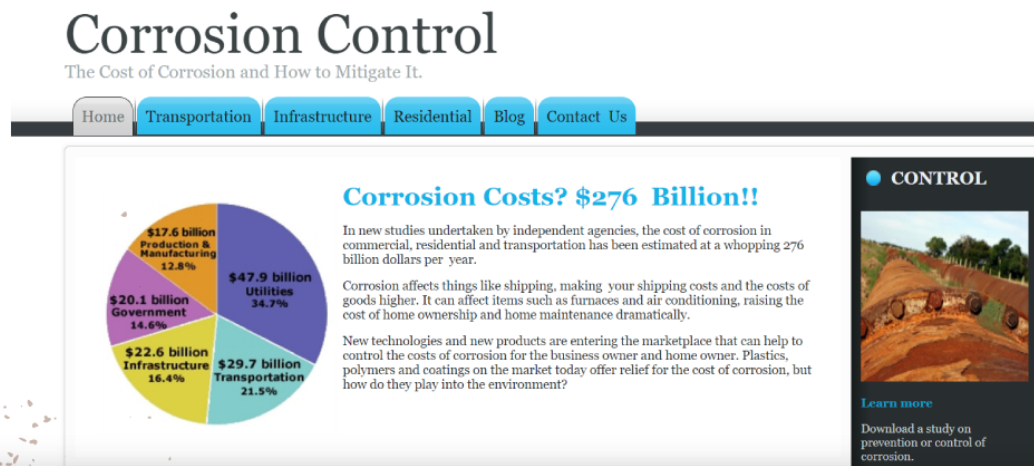 Corrosion Control
The Cost of Corrosion and How to Mitigate It.
Home Transportation Infrastructure Residential Blog Contact Us
$17.6 billion
Production &
Manufacturing
12.8%
$47.9 billion
Utilities
34.7%
$20.1 billion
Government
14.6%
$22.6 billion
Infrastructure
16.4%
$29.7 billion
Transportation
21.5%
Corrosion Costs? $276 Billion!!
In new studies undertaken by independent agencies, the cost of corrosion in
commercial, residential and transportation has been estimated at a whopping 276
billion dollars per year.
Corrosion affects things like shipping, making your shipping costs and the costs of
goods higher. It can affect items such as furnaces and air conditioning, raising the
cost of home ownership and home maintenance dramatically.
New technologies and new products are entering the marketplace that can help to
control the costs of corrosion for the business owner and home owner. Plastics,
polymers and coatings on the market today offer relief for the cost of corrosion, but
how do they play into the environment?
CONTROL
Learn more
Download a study on
prevention or control of
corrosion.